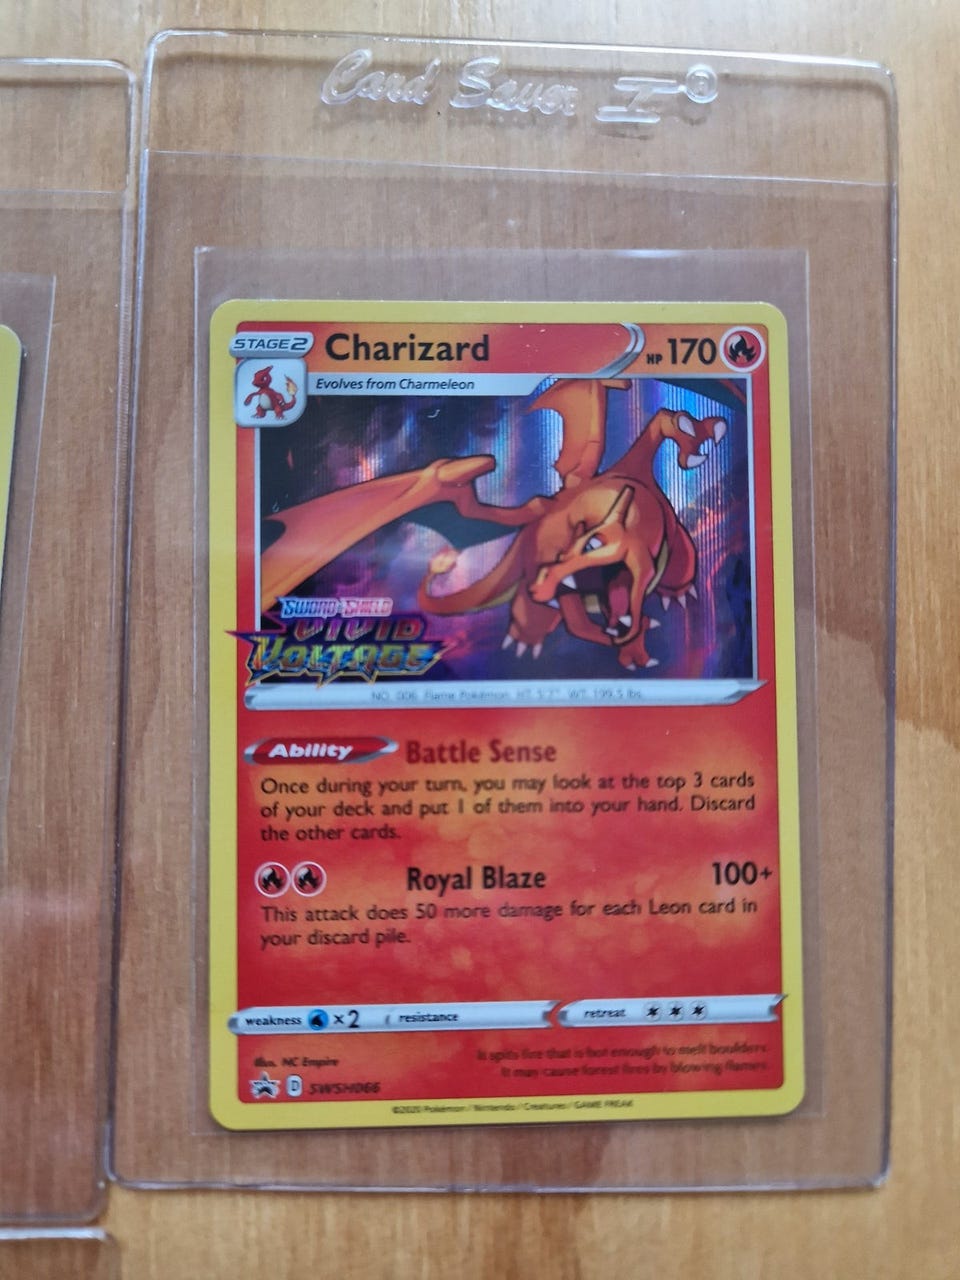 Card Saver I®
STAGE2
Charizard
HP 170
Evolves from Charmeleon
SWORD & SHIELD
VIVID
VOLTAGE
NO. 006 Flame Pokémon HT: 5'7" WT: 199.5 lbs.
Ability Battle Sense
Once during your turn, you may look at the top 3 cards
of your deck and put 1 of them into your hand. Discard
the other cards.
Royal Blaze 100+
This attack does 50 more damage for each Leon card in
your discard pile.
weakness ×2 resistance retreat
Illus. NC Empire
It spits fire that is hot enough to melt boulders.
It may cause forest fires by blowing flames.
D SWSH066
©2020 Pokémon / Nintendo / Creatures / GAME FREAK